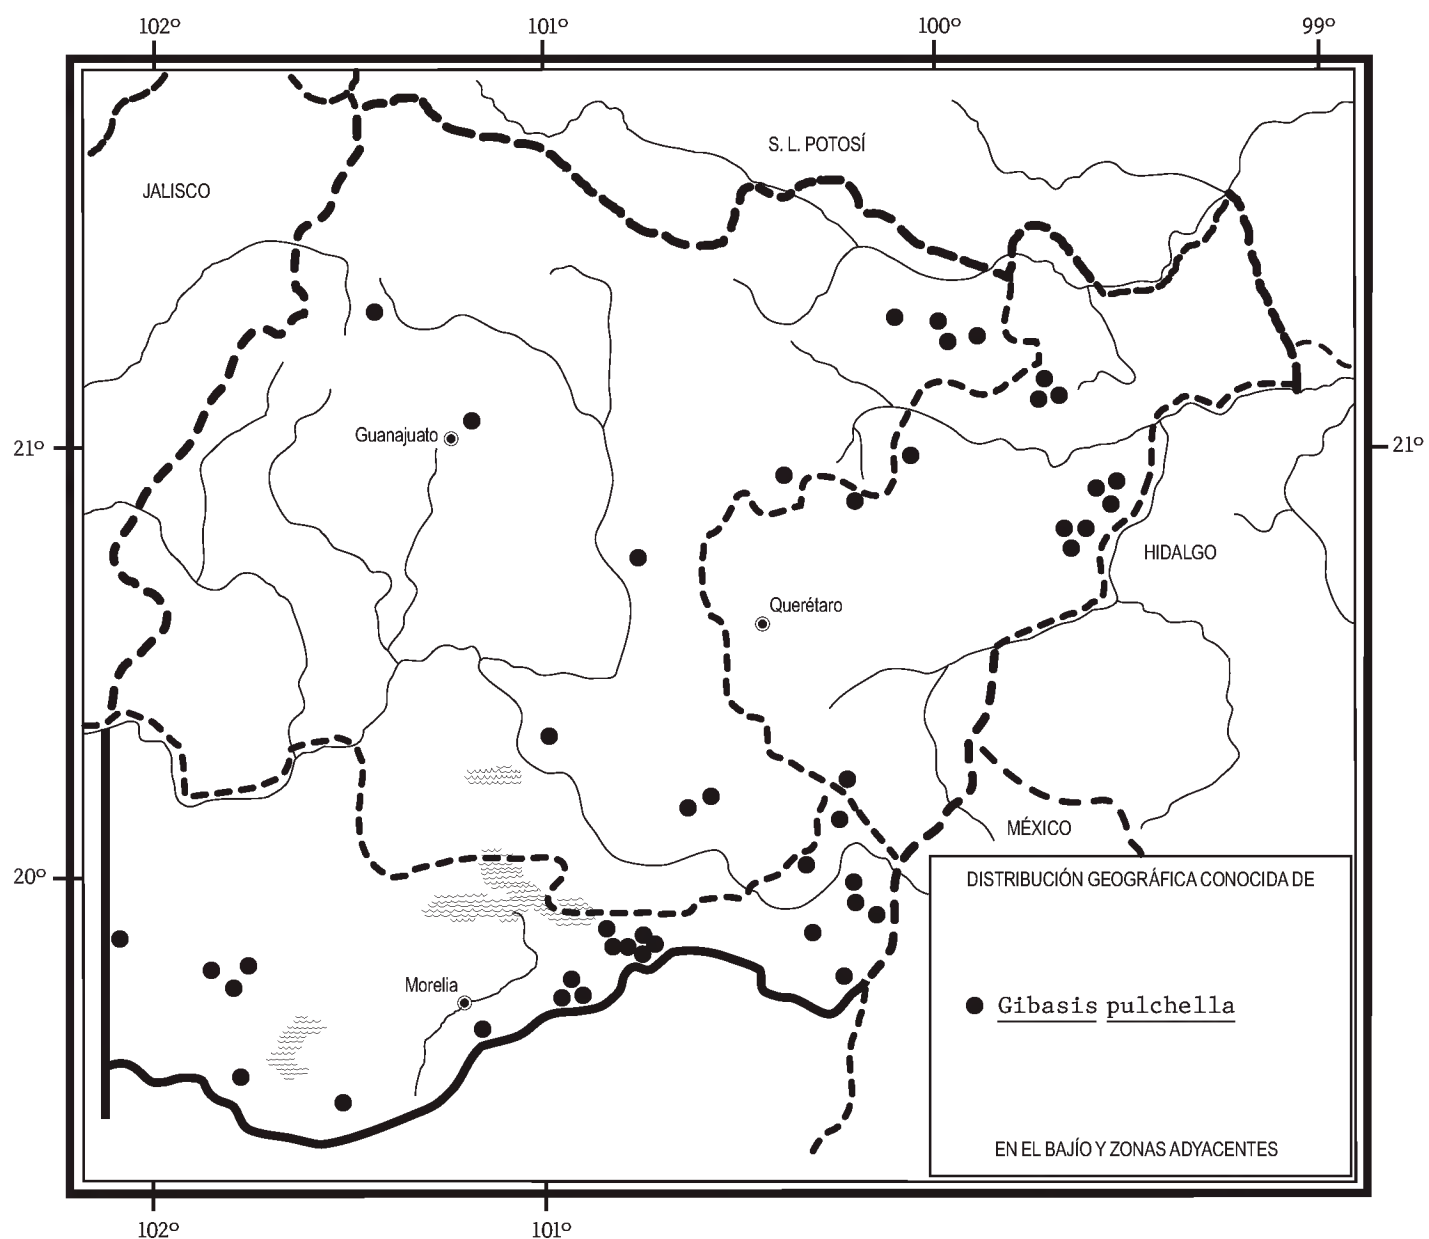 102º 101º 100º 99º
S. L. POTOSÍ
JALISCO
Guanajuato
21º 21º
HIDALGO
Querétaro
MÉXICO
20º
DISTRIBUCIÓN GEOGRÁFICA CONOCIDA DE
Morelia
Gibasis pulchella
EN EL BAJÍO Y ZONAS ADYACENTES
102º 101º